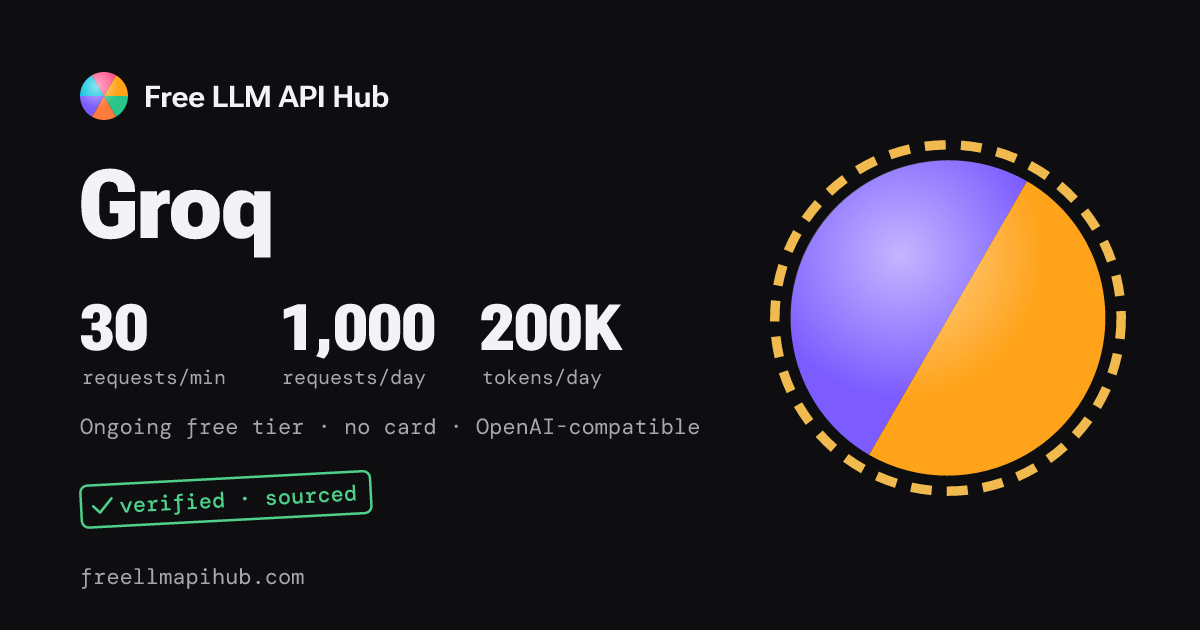 Free LLM API Hub
Groq
30 1,000 200K
requests/min requests/day tokens/day
Ongoing free tier · no card · OpenAI-compatible
✓ verified · sourced
freellmapihub.com